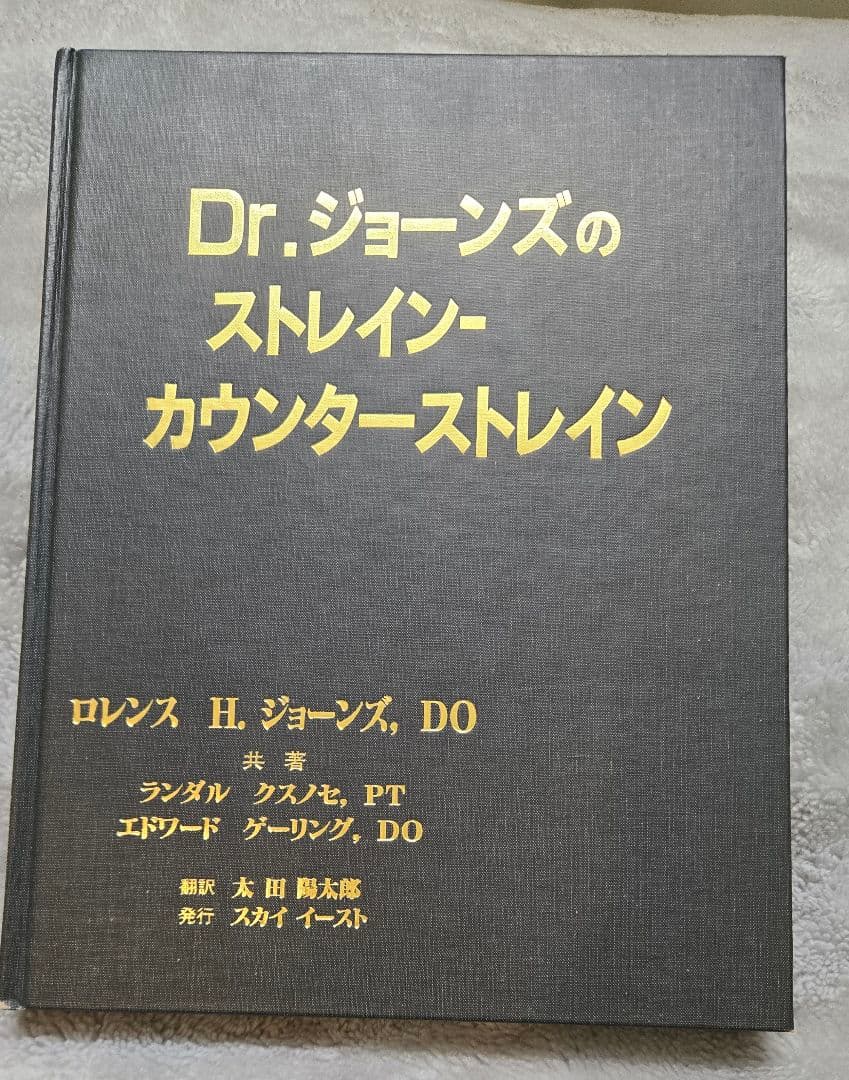 Dr.ジョーンズの
ストレイン-
カウンターストレイン
ロレンス H. ジョーンズ, DO
共著
ランダル クスノセ, PT
エドワード ゲーリング, DO
翻訳 太田 陽太郎
発行 スカイ イースト